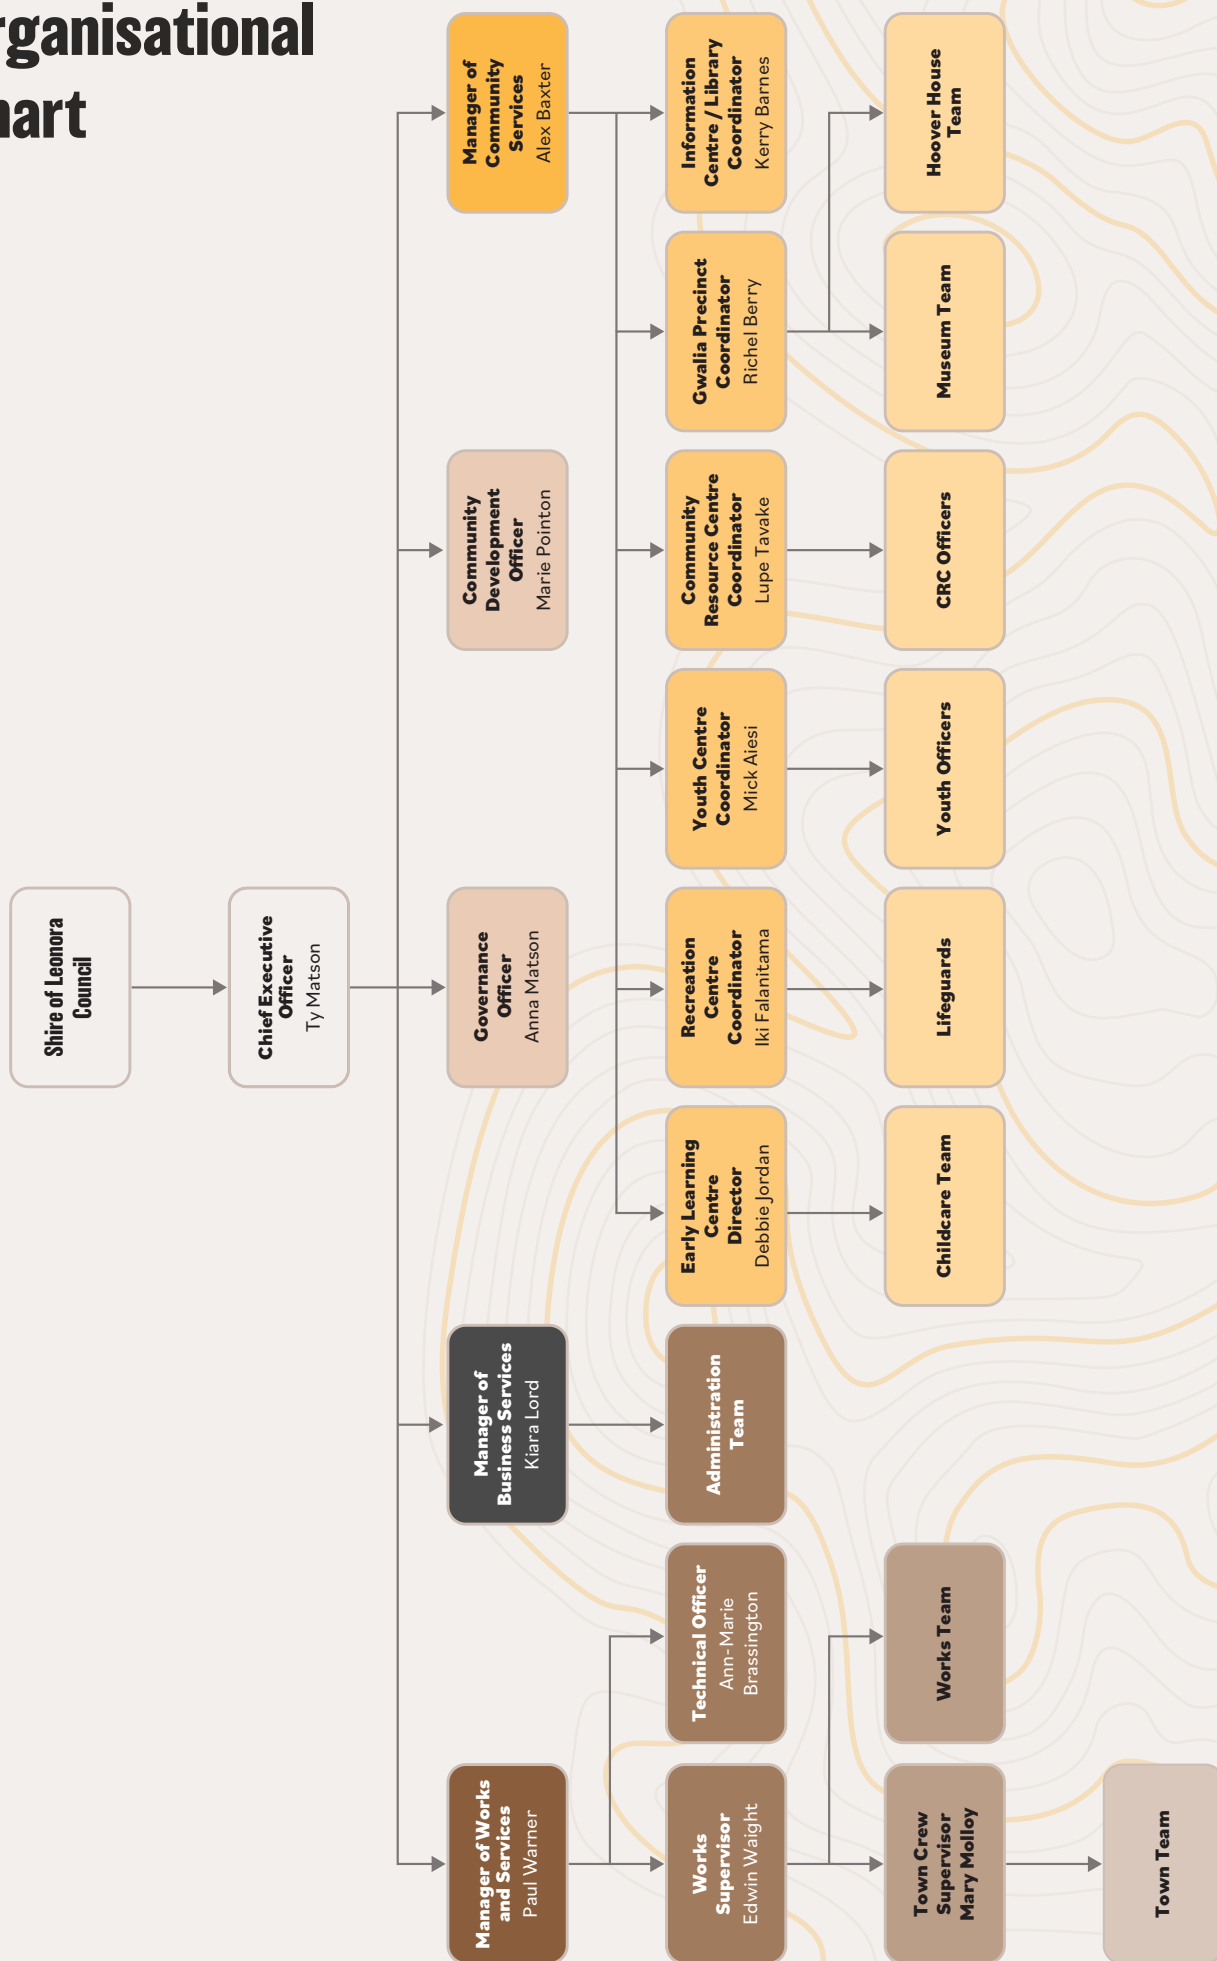 rganisational
hart
Shire of Leonora
Council
Chief Executive
Officer
Ty Matson
Manager of Works
and Services
Paul Warner
Manager of
Business Services
Kiara Lord
Governance
Officer
Anna Matson
Community
Development
Officer
Marie Pointon
Manager of
Community
Services
Alex Baxter
Works
Supervisor
Edwin Waight
Technical Officer
Ann-Marie
Brassington
Administration
Team
Early Learning
Centre
Director
Debbie Jordan
Recreation
Centre
Coordinator
Iki Falanitama
Youth Centre
Coordinator
Mick Aiesi
Community
Resource Centre
Coordinator
Lupe Tavake
Gwalia Precinct
Coordinator
Richel Berry
Information
Centre / Library
Coordinator
Kerry Barnes
Town Crew
Supervisor
Mary Molloy
Works Team
Childcare Team
Lifeguards
Youth Officers
CRC Officers
Museum Team
Hoover House
Team
Town Team